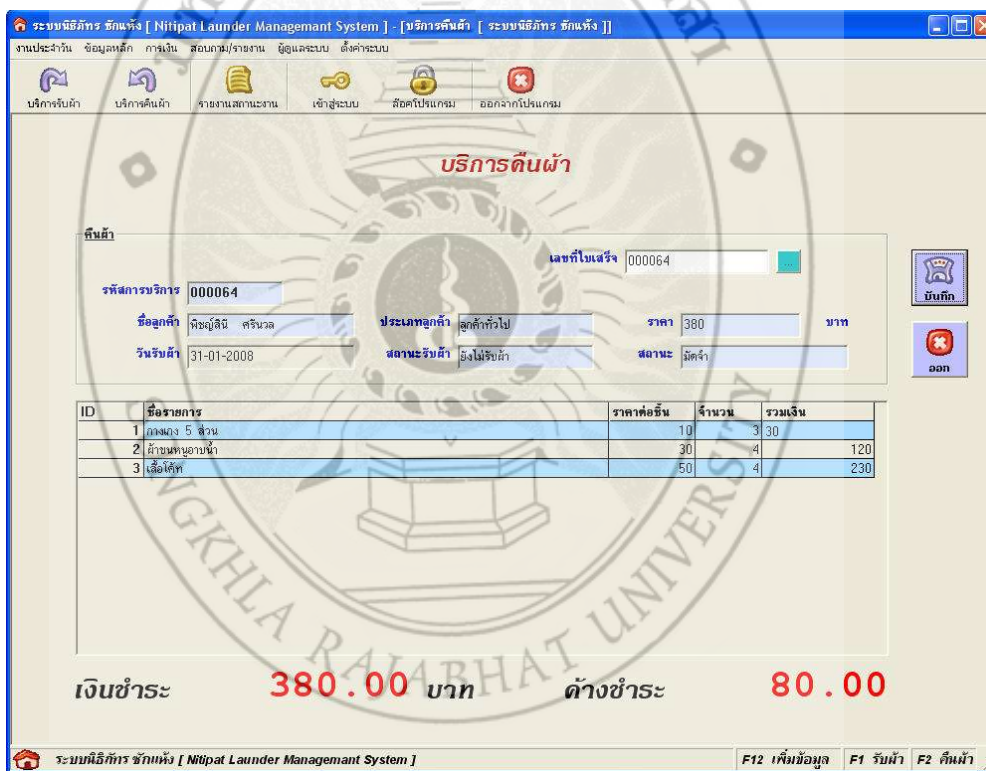 ระบบนิธิภัทร ซักแห้ง [ Nitipat Launder Managemant System ] - [บริการคืนผ้า [ ระบบนิธิภัทร ซักแห้ง ]]
งานประจำวัน ข้อมูลหลัก การเงิน สอบถาม/รายงาน ผู้ดูแลระบบ ตั้งค่าระบบ
บริการรับผ้า บริการคืนผ้า รายงานสถานะงาน เข้าสู่ระบบ ล๊อคโปรแกรม ออกจากโปรแกรม
บริการคืนผ้า
คืนผ้า
เลขที่ใบเสร็จ 000064 ...
รหัสการบริการ 000064
บันทึก
ชื่อลูกค้า พิชญ์สินี ศรีนวล ประเภทลูกค้า ลูกค้าทั่วไป ราคา 380 บาท
วันรับผ้า 31-01-2008 สถานะรับผ้า ยังไม่รับผ้า สถานะ มัดจำ
ออก
ID ชื่อรายการ ราคาต่อชิ้น จำนวน รวมเงิน
1 กางเกง 5 ส่วน 10 3 30
2 ผ้าขนหนูอาบน้ำ 30 4 120
3 เสื้อโค้ท 50 4 230
เงินชำระ 380.00 บาท ค้างชำระ 80.00
ระบบนิธิภัทร ซักแห้ง [ Nitipat Launder Managemant System ] F12 เพิ่มข้อมูล F1 รับผ้า F2 คืนผ้า
SONGKHLA RAJABHAT UNIVERSITY